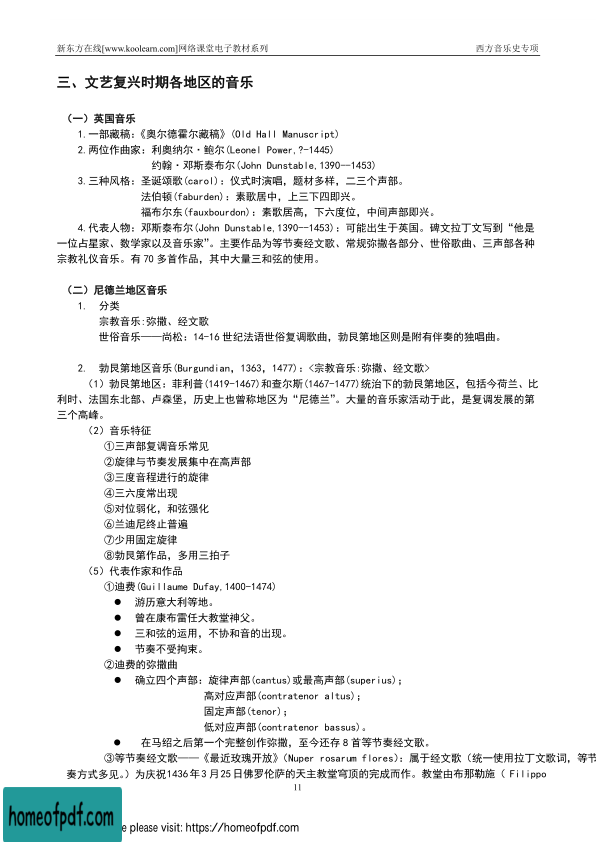 新东方在线[www.koolearn.com]网络课堂电子教材系列 西方音乐史专项
三、文艺复兴时期各地区的音乐
（一）英国音乐
1.一部藏稿：《奥尔德霍尔藏稿》(Old Hall Manuscript)
2.两位作曲家：利奥纳尔·鲍尔(Leonel Power,?-1445)
约翰·邓斯泰布尔(John Dunstable,1390--1453)
3.三种风格：圣诞颂歌(carol)：仪式时演唱，题材多样，二三个声部。
法伯顿(faburden)：素歌居中，上三下四即兴。
福布尔东(fauxbourdon)：素歌居高，下六度位，中间声部即兴。
4.代表人物：邓斯泰布尔(John Dunstable,1390--1453)：可能出生于英国。碑文拉丁文写到“他是
一位占星家、数学家以及音乐家”。主要作品为等节奏经文歌、常规弥撒各部分、世俗歌曲、三声部各种
宗教礼仪音乐。有 70 多首作品，其中大量三和弦的使用。
（二）尼德兰地区音乐
1. 分类
宗教音乐:弥撒、经文歌
世俗音乐——尚松：14-16 世纪法语世俗复调歌曲，勃艮第地区则是附有伴奏的独唱曲。
2. 勃艮第地区音乐(Burgundian，1363，1477)：<宗教音乐:弥撒、经文歌>
（1）勃艮第地区：菲利普(1419-1467)和查尔斯(1467-1477)统治下的勃艮第地区，包括今荷兰、比
利时、法国东北部、卢森堡，历史上也曾称地区为“尼德兰”。大量的音乐家活动于此，是复调发展的第
三个高峰。
（2）音乐特征
①三声部复调音乐常见
②旋律与节奏发展集中在高声部
③三度音程进行的旋律
④三六度常出现
⑤对位弱化，和弦强化
⑥兰迪尼终止普遍
⑦少用固定旋律
⑧勃艮第作品，多用三拍子
（5）代表作家和作品
①迪费(Guillaume Dufay,1400-1474)
● 游历意大利等地。
● 曾在康布雷任大教堂神父。
● 三和弦的运用，不协和音的出现。
● 节奏不受拘束。
②迪费的弥撒曲
● 确立四个声部：旋律声部(cantus)或最高声部(superius)；
高对应声部(contratenor altus)；
固定声部(tenor)；
低对应声部(contratenor bassus)。
● 在马绍之后第一个完整创作弥撒，至今还存 8 首等节奏经文歌。
③等节奏经文歌——《最近玫瑰开放》(Nuper rosarum flores)：属于经文歌（统一使用拉丁文歌词，等节
奏方式多见。）为庆祝1436年3月25日佛罗伦萨的天主教堂穹顶的完成而作。教堂由布那勒施（ Filippo
11
homeofpdf.com
e please visit: https://homeofpdf.com